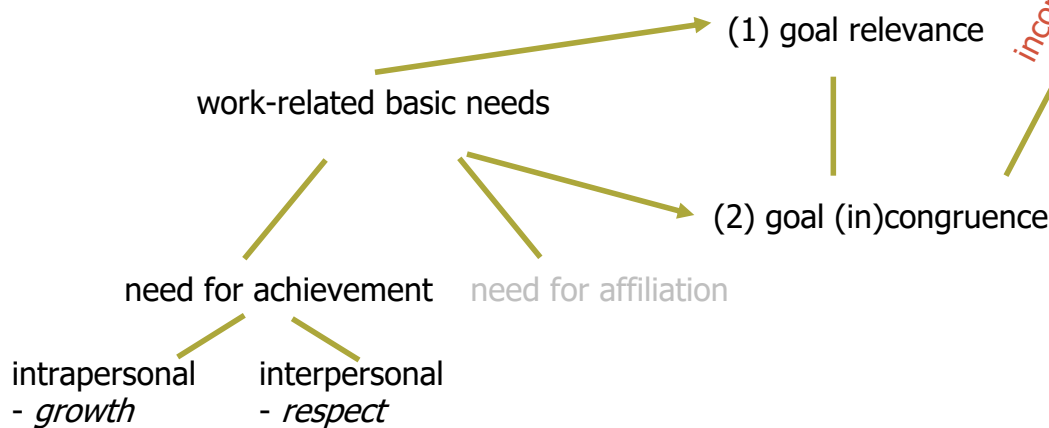 (1) goal relevance
work-related basic needs
(2) goal (in)congruence
need for achievement
need for affiliation
intrapersonal
- growth
interpersonal
- respect